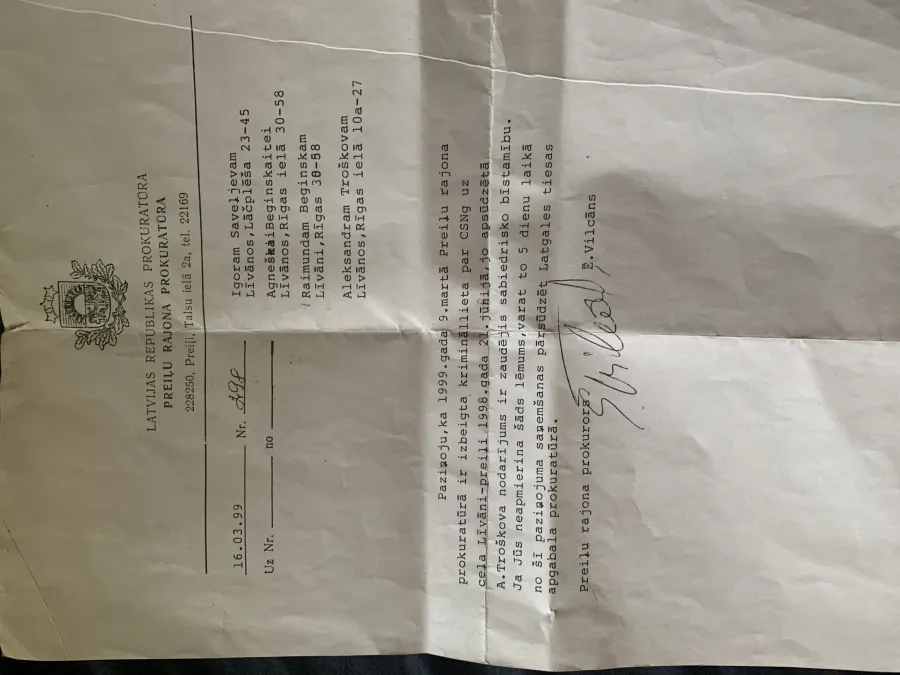 LATVIJAS REPUBLIKAS PROKURATŪRA
PREIĻU RAJONA PROKURATŪRA
228250, Preiļi, Talsu ielā 2a, tel. 22169
16.03.99 Nr. 298
Uz Nr. no
Igoram Saveļjevam
Līvānos,Lāčplēša 23-45
Agneškai Beginskaitei
Līvānos,Rīgas ielā 30-58
Raimundam Beginskam
Līvāni,Rīgas 30-58
Aleksandram Troškovam
Līvānos,Rīgas ielā 10a-27
Paziņoju,ka 1999.gada 9.martā Preiļu rajona
prokuratūrā ir izbeigta krimināllieta par CSNg uz
ceļa Līvāni-preiļi 1998.gada 21.jūnijā,jo apsūdzētā
A.Troškova nodarījums ir zaudējis sabiedrisko bīstamību.
Ja Jūs neapmierina šāds lēmums,varat to 5 dienu laikā
no šī paziņojuma saņemšanas pārsūdzēt Latgales tiesas
apgabala prokuratūrā.
Preiļu rajona prokurors E.Vilcāns